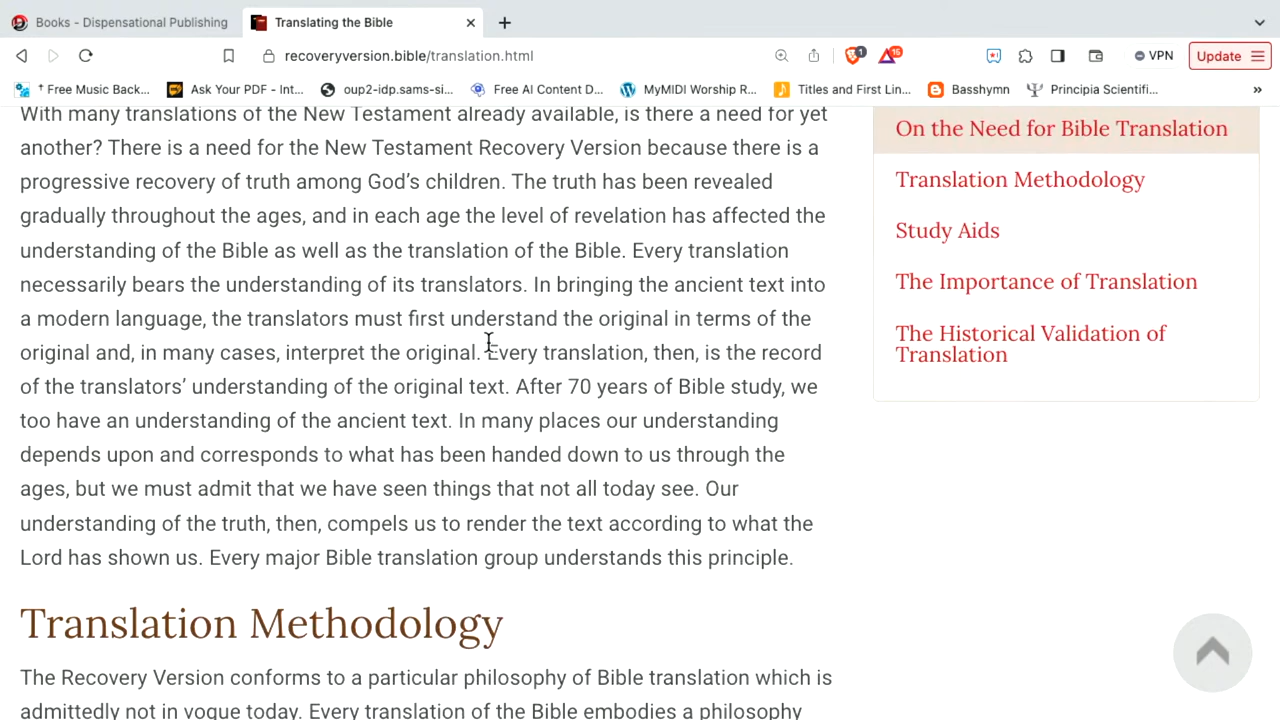 Books - Dispensational Publishing
Translating the Bible
recoveryversion.bible/translation.html
1
15
VPN
Update
† Free Music Back...
Ask Your PDF - Int...
oup2-idp.sams-si...
Free AI Content D...
MyMIDI Worship R...
Titles and First Lin...
Basshymn
Principia Scientifi...
»
With many translations of the New Testament already available, is there a need for yet
another? There is a need for the New Testament Recovery Version because there is a
progressive recovery of truth among God’s children. The truth has been revealed
gradually throughout the ages, and in each age the level of revelation has affected the
understanding of the Bible as well as the translation of the Bible. Every translation
necessarily bears the understanding of its translators. In bringing the ancient text into
a modern language, the translators must first understand the original in terms of the
original and, in many cases, interpret the original. Every translation, then, is the record
of the translators’ understanding of the original text. After 70 years of Bible study, we
too have an understanding of the ancient text. In many places our understanding
depends upon and corresponds to what has been handed down to us through the
ages, but we must admit that we have seen things that not all today see. Our
understanding of the truth, then, compels us to render the text according to what the
Lord has shown us. Every major Bible translation group understands this principle.
Translation Methodology
The Recovery Version conforms to a particular philosophy of Bible translation which is
admittedly not in vogue today. Every translation of the Bible embodies a philosophy
On the Need for Bible Translation
Translation Methodology
Study Aids
The Importance of Translation
The Historical Validation of
Translation